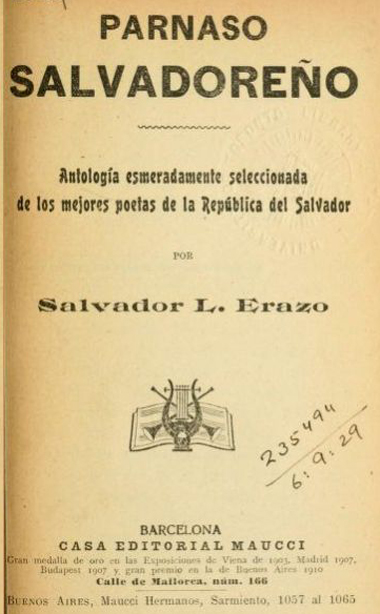 PARNASO
SALVADOREÑO
Antología esmeradamente seleccionada
de los mejores poetas de la República del Salvador
POR
Salvador L. Erazo
235494
6:9:29
BARCELONA
CASA EDITORIAL MAUCCI
Gran medalla de oro en las Exposiciones de Viena de 1903, Madrid 1907,
Budapest 1907 y gran premio en la de Buenos Aires 1910
Calle de Mallorca, núm. 166
BUENOS AIRES, Maucci Hermanos, Sarmiento, 1057 al 1065